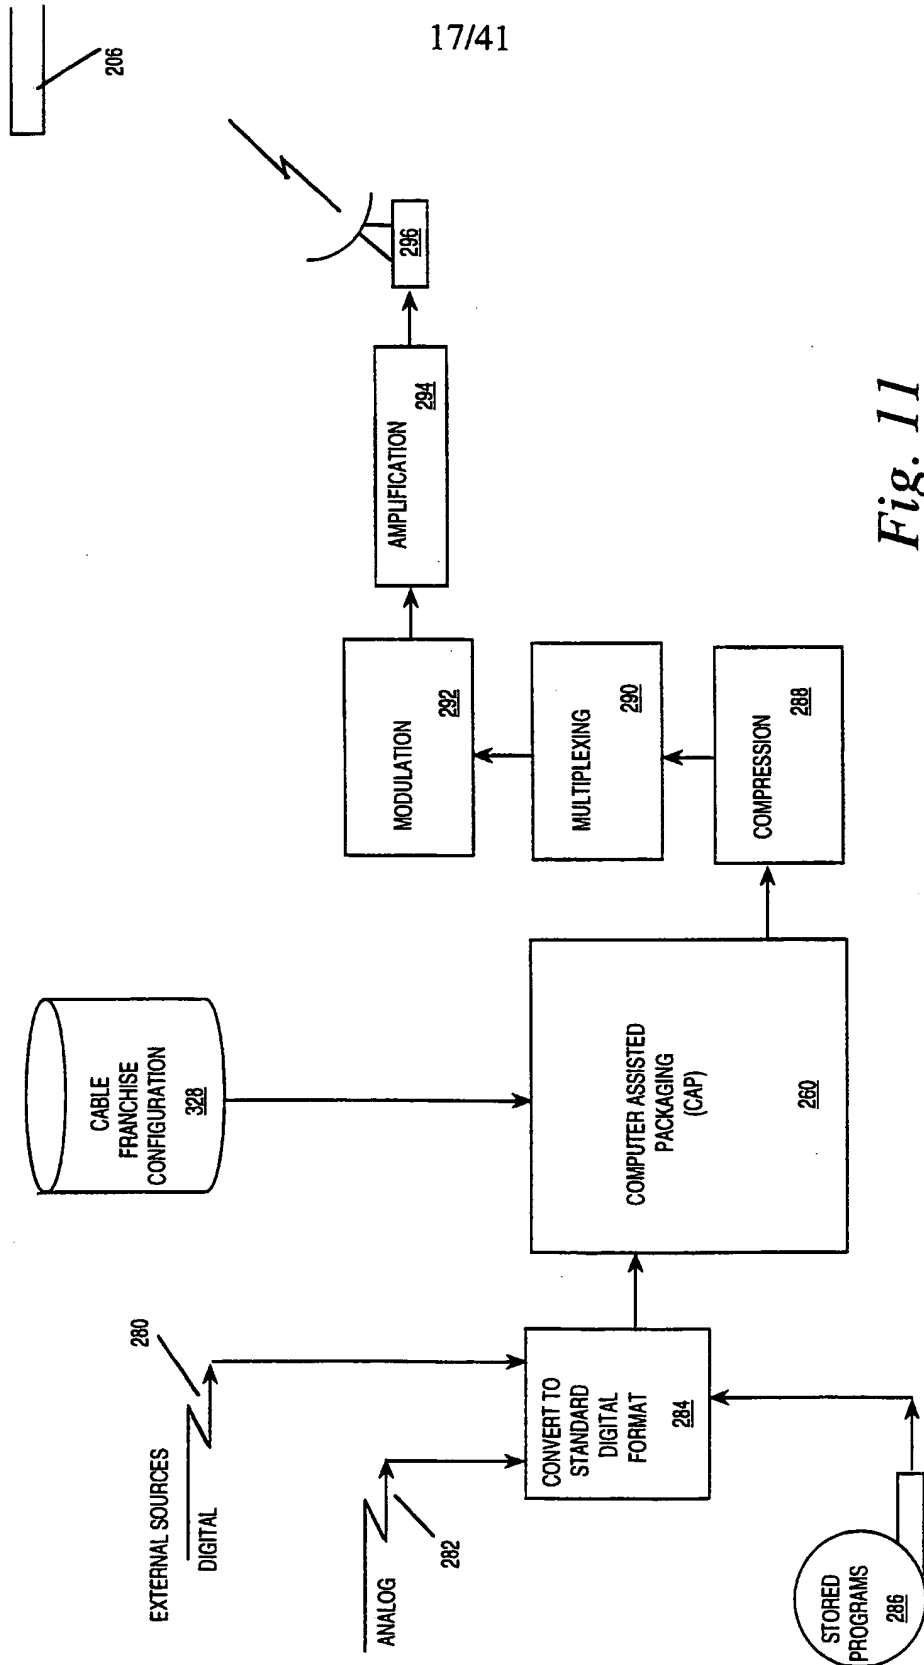 17/41
206
EXTERNAL SOURCES
DIGITAL
280
ANALOG
282
CONVERT TO
STANDARD
DIGITAL
FORMAT
284
STORED
PROGRAMS
286
CABLE
FRANCHISE
CONFIGURATION
328
COMPUTER ASSISTED
PACKAGING
(CAP)
260
COMPRESSION
288
MULTIPLEXING
290
MODULATION
292
AMPLIFICATION
294
296
Fig. 11